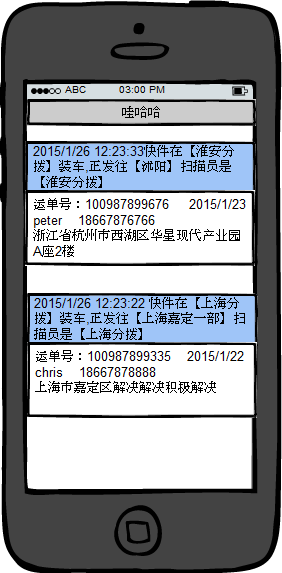 ABC 03:00 PM
哇哈哈
2015/1/26 12:23:33快件在【淮安分
拨】装车,正发往【沭阳】扫描员是
【淮安分拨】
运单号：100987899676 2015/1/23
peter 18667876766
浙江省杭州市西湖区华星现代产业园
A座2楼
2015/1/26 12:23:22 快件在【上海分
拨】装车,正发往【上海嘉定一部】扫
描员是【上海分拨】
运单号：100987899335 2015/1/22
chris 18667878888
上海市嘉定区解决解决积极解决